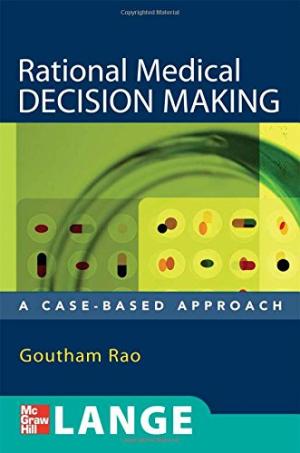 Rational Medical
DECISION MAKING
A CASE-BASED APPROACH
Goutham Rao
Mc
Graw
Hill
LANGE